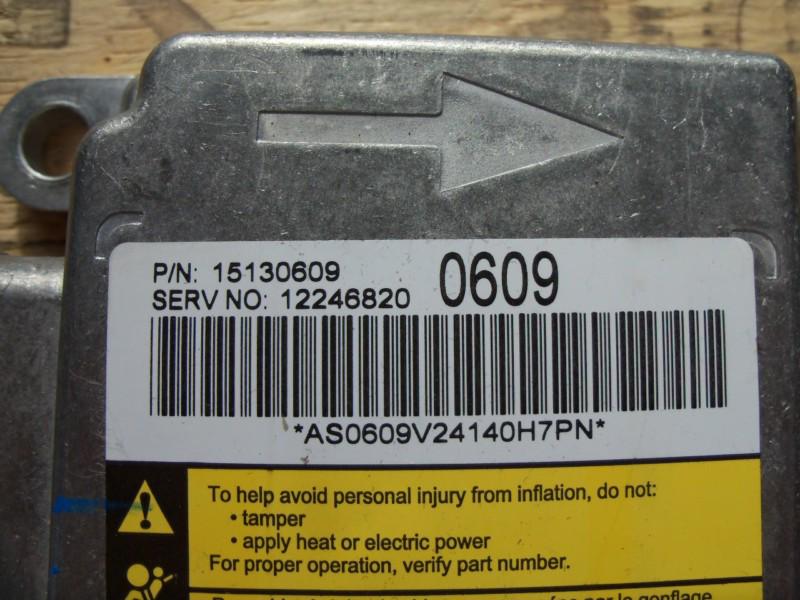 P/N: 15130609
SERV NO: 12246820
0609
*AS0609V24140H7PN*
To help avoid personal injury from inflation, do not:
• tamper
• apply heat or electric power
For proper operation, verify part number.